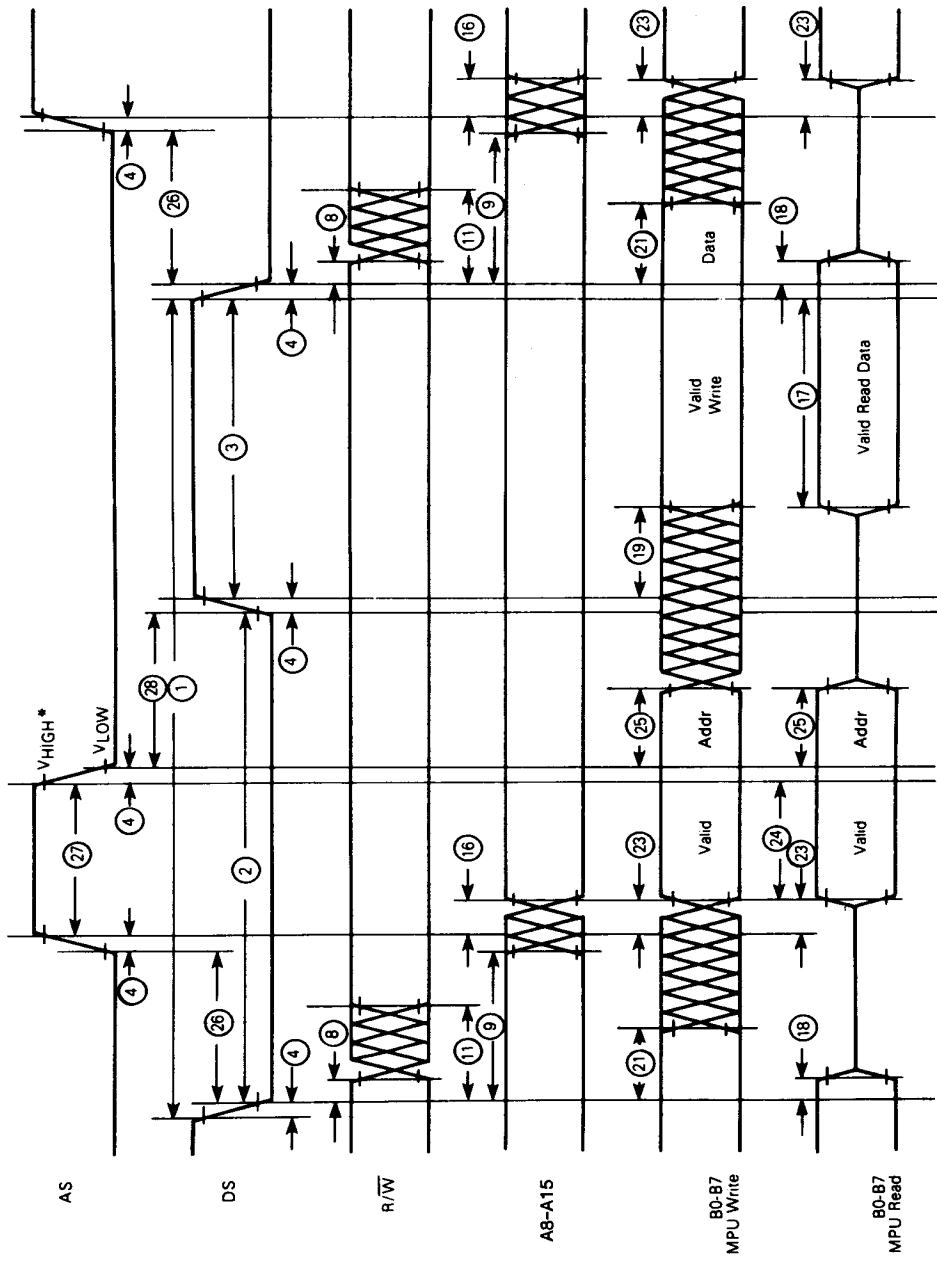 VHIGH*
AS
VLOW
27
4
4
4
28
26
1
DS
26
2
3
4
4
4
R/W̅
8
8
16
16
11
11
9
9
A8–A15
21
23
25
19
21
23
B0-B7
MPU Write
Valid Addr
Valid
Write
Data
24
18
18
23
25
17
23
B0-B7
MPU Read
Valid Addr
Valid Read Data